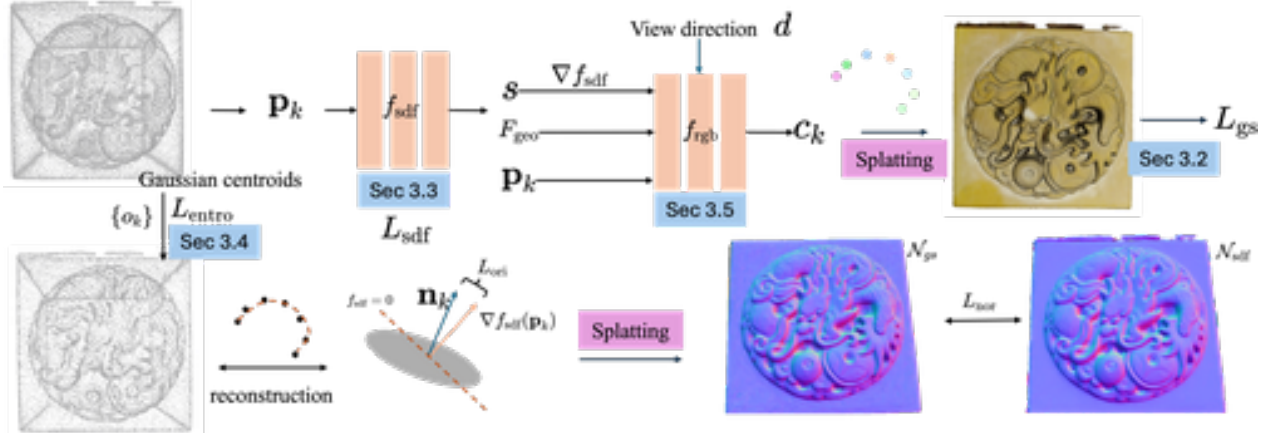 View direction d
p_k
f_sdf
s
∇f_sdf
F_geo
p_k
f_rgb
c_k
Splatting
L_gs
Sec 3.2
Sec 3.3
Sec 3.5
L_sdf
Gaussian centroids
{o_k}
L_entro
Sec 3.4
reconstruction
f_sdf = 0
n_k
L_ori
∇f_sdf(p_k)
Splatting
N_gs
L_nor
N_sdf